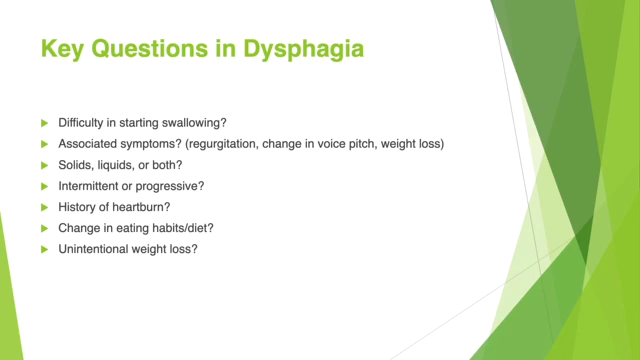 Key Questions in Dysphagia
Difficulty in starting swallowing?
Associated symptoms? (regurgitation, change in voice pitch, weight loss)
Solids, liquids, or both?
Intermittent or progressive?
History of heartburn?
Change in eating habits/diet?
Unintentional weight loss?